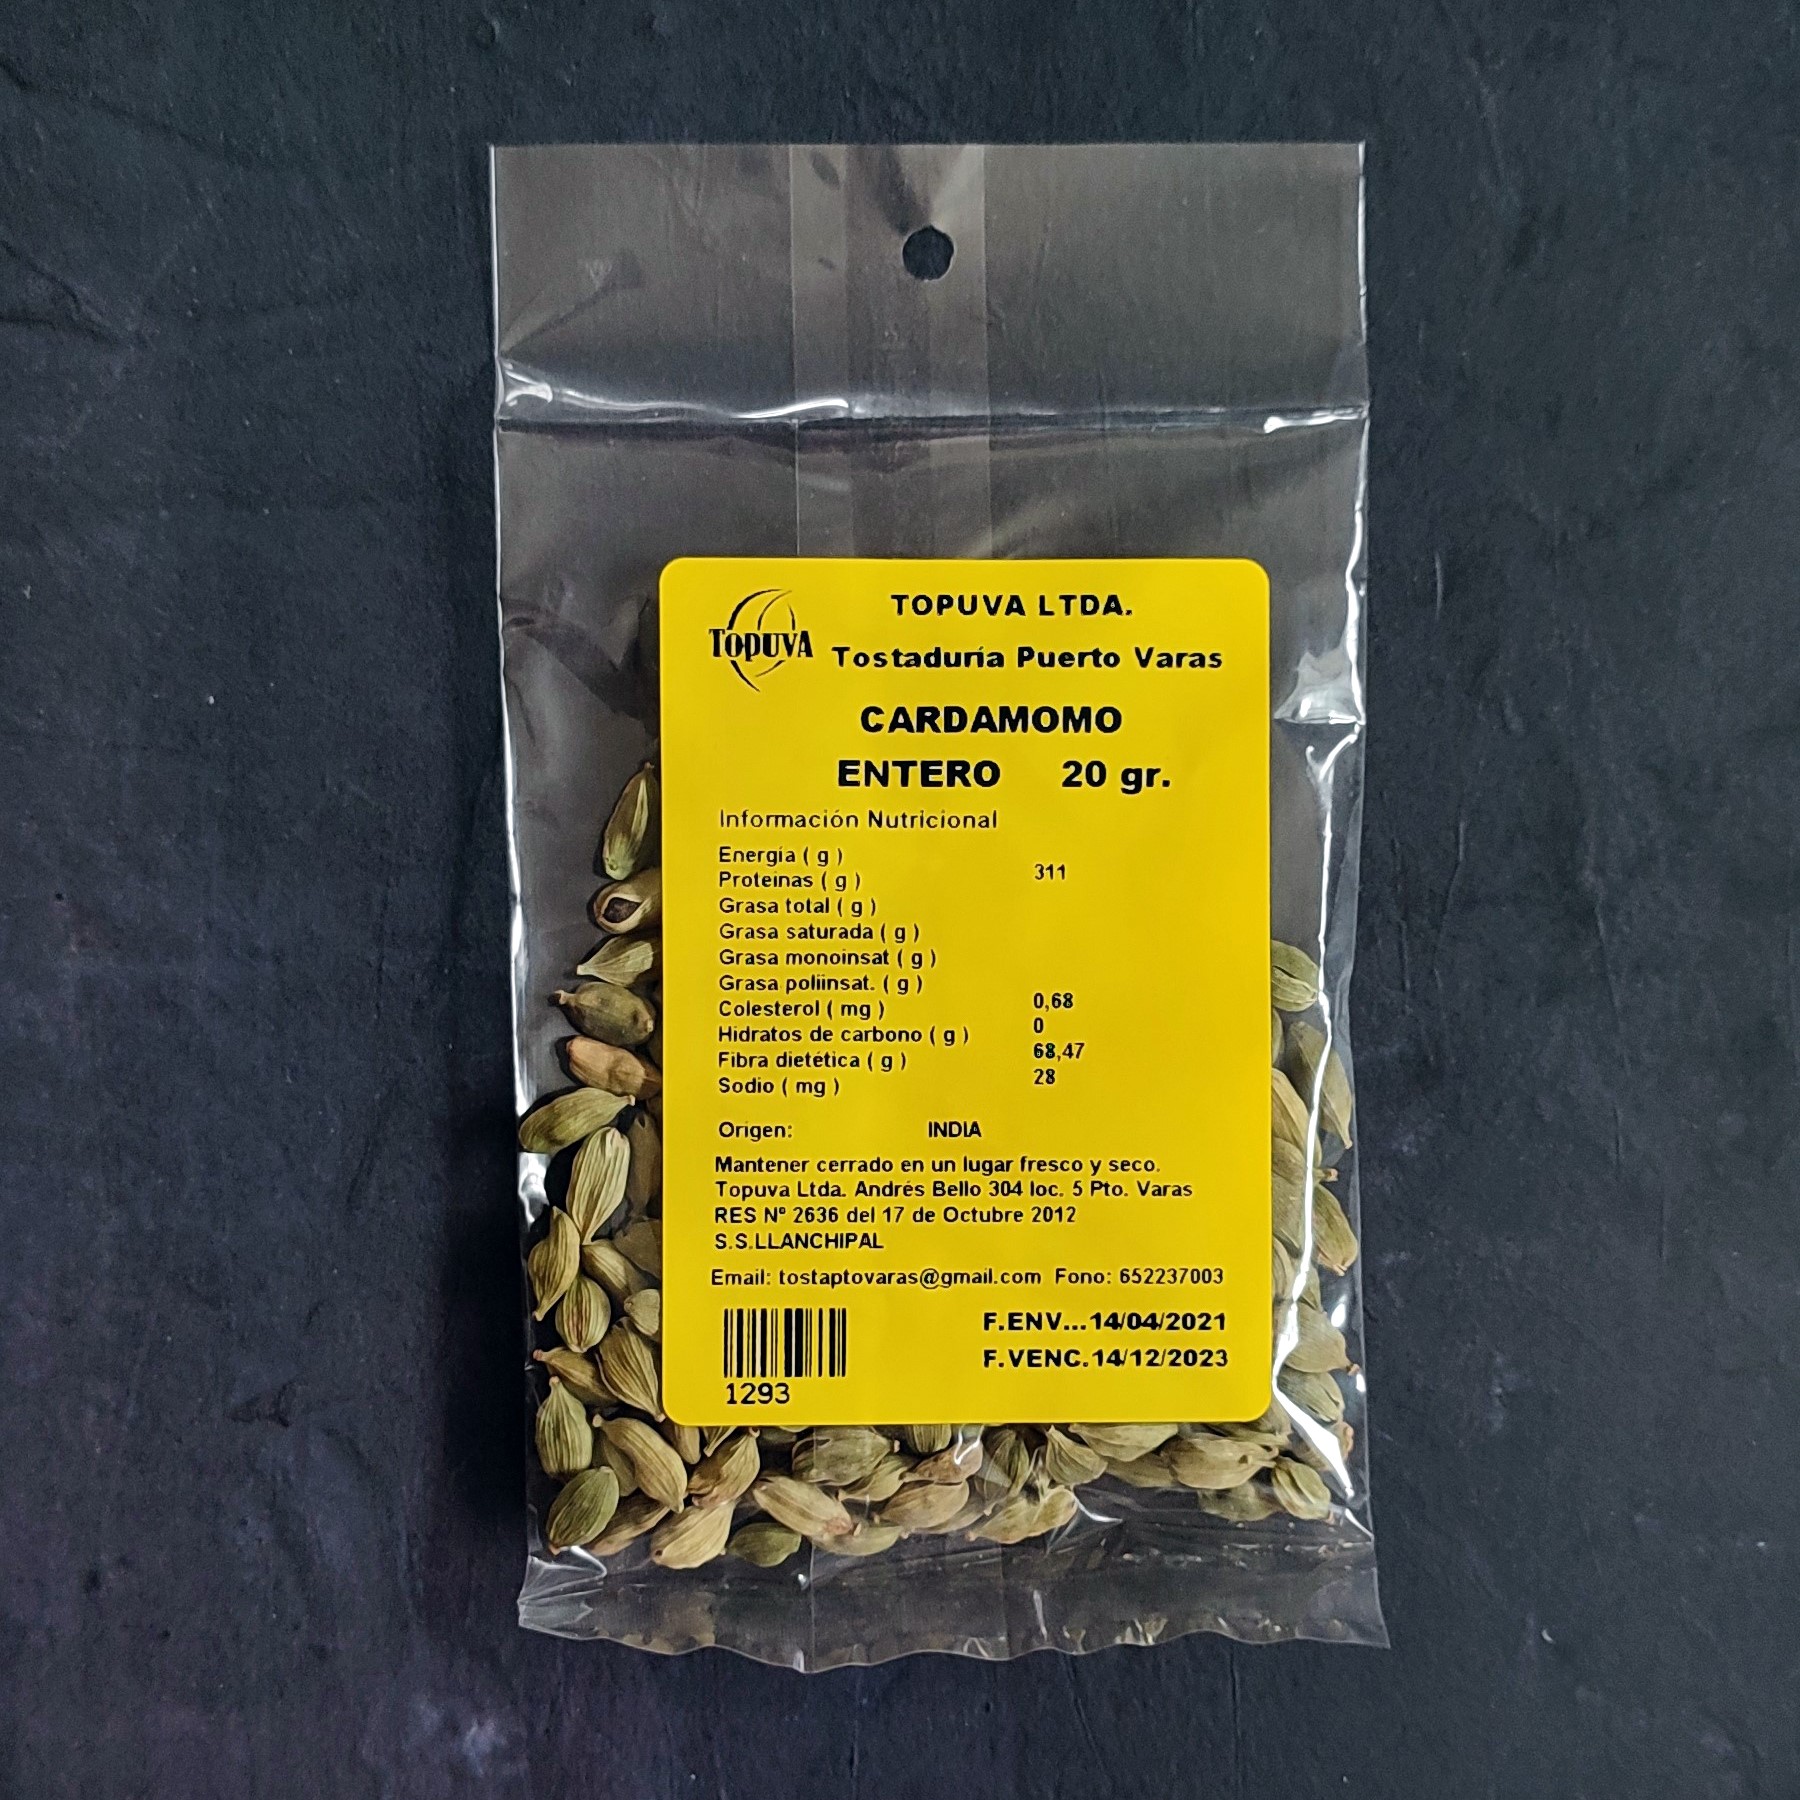 TOPUVA
TOPUVA LTDA.
Tostaduría Puerto Varas
CARDAMOMO
ENTERO 20 gr.
Información Nutricional
Energía ( g )
311
Proteinas ( g )
Grasa total ( g )
Grasa saturada ( g )
Grasa monoinsat ( g )
Grasa poliinsat. ( g )
Colesterol ( mg ) 0,68
Hidratos de carbono ( g ) 0
Fibra dietética ( g ) 68,47
Sodio ( mg ) 28
Origen: INDIA
Mantener cerrado en un lugar fresco y seco.
Topuva Ltda. Andrés Bello 304 loc. 5 Pto. Varas
RES Nº 2636 del 17 de Octubre 2012
S.S.LLANCHIPAL
Email: tostaptovaras@gmail.com Fono: 652237003
F.ENV...14/04/2021
F.VENC.14/12/2023
1293